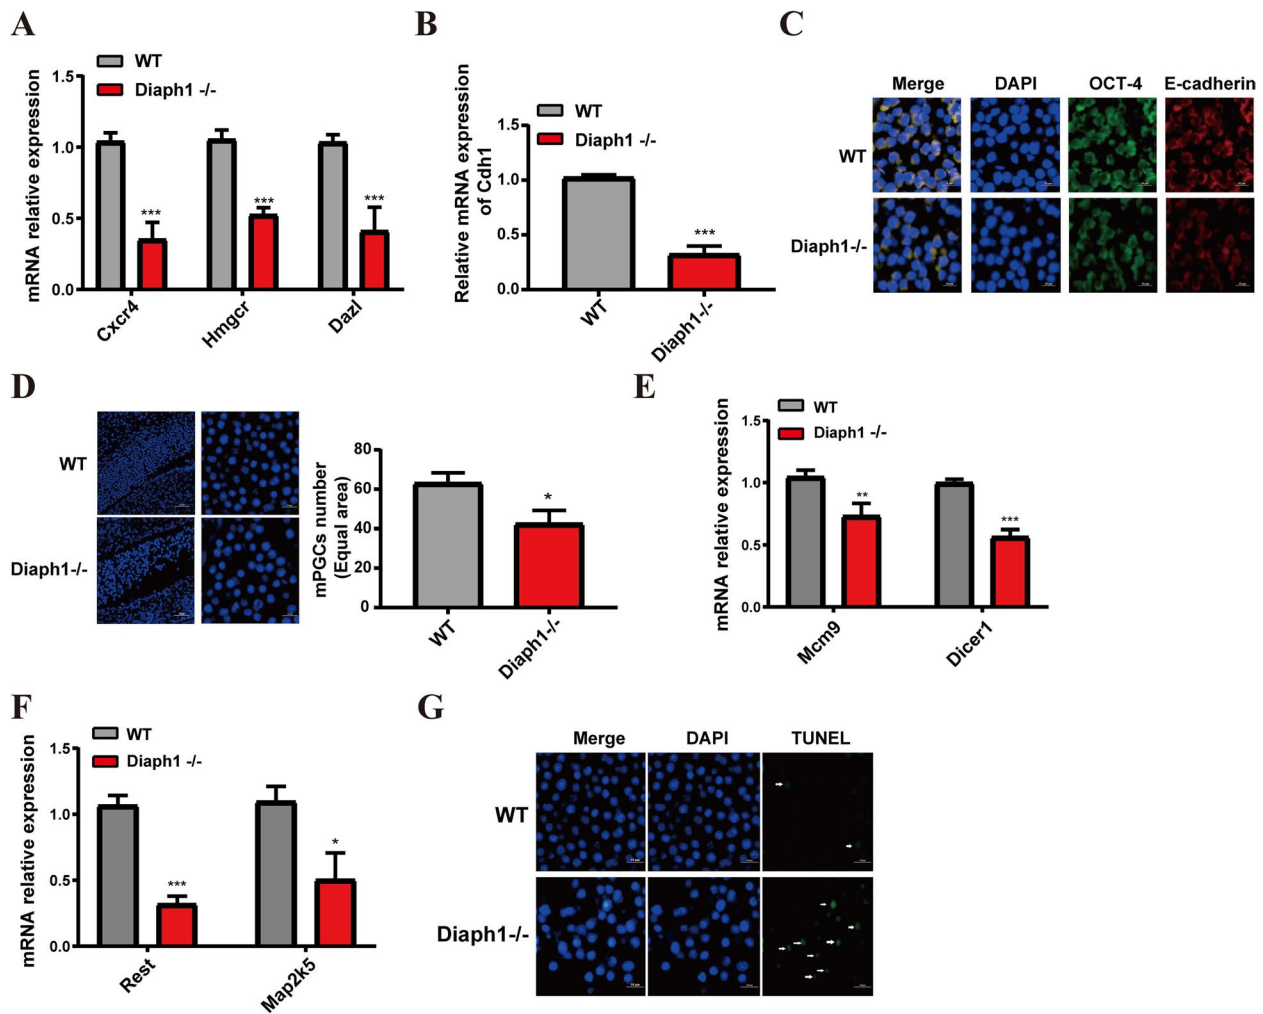 A
WT
Diaph1 -/-
mRNA relative expression
1.5
1.0
0.5
0.0
***
***
***
Cxcr4
Hmgcr
Dazl
B
WT
Diaph1 -/-
Relative mRNA expression
of Cdh1
1.5
1.0
0.5
0.0
***
WT
Diaph1-/-
C
Merge DAPI OCT-4 E-cadherin
WT
Diaph1-/-
D
WT
Diaph1-/-
mPGCs number
(Equal area)
80
60
40
20
0
*
WT
Diaph1-/-
E
WT
Diaph1 -/-
mRNA relative expression
1.5
1.0
0.5
0.0
**
***
Mcm9
Dicer1
F
WT
Diaph1 -/-
mRNA relative expression
1.5
1.0
0.5
0.0
***
*
Rest
Map2k5
G
Merge DAPI TUNEL
WT
Diaph1-/-